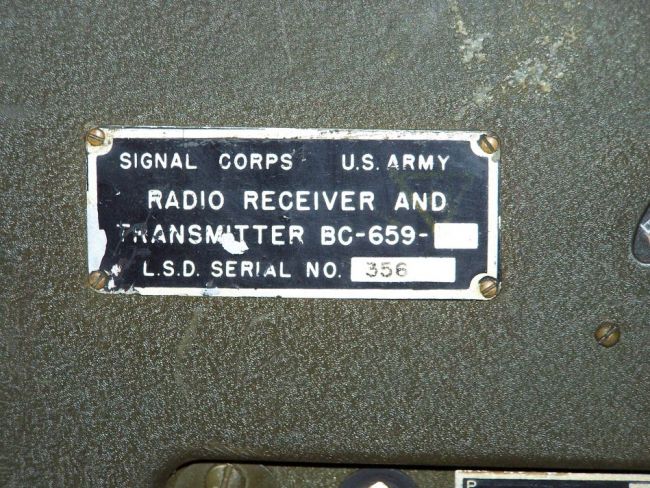 SIGNAL CORPS U.S. ARMY
RADIO RECEIVER AND
TRANSMITTER BC-659-
L.S.D. SERIAL NO. 356
P